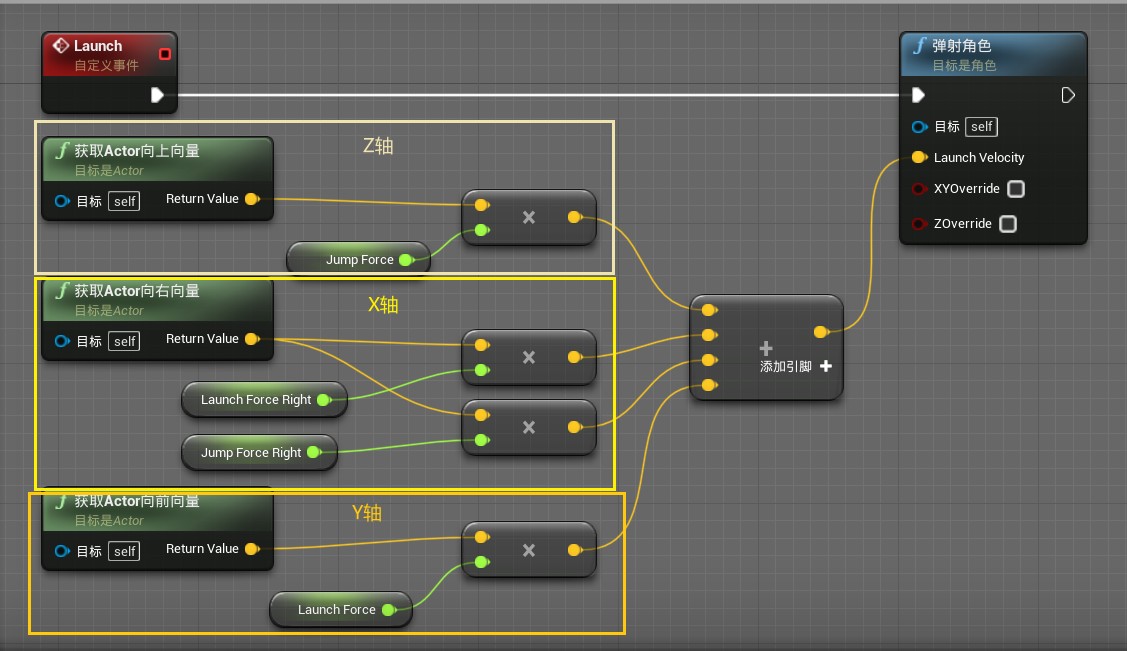 Launch
自定义事件
弹射角色
目标是角色
目标 self
Launch Velocity
XYOverride
ZOverride
Z轴
获取Actor向上向量
目标是Actor
目标 self Return Value
Jump Force
X轴
获取Actor向右向量
目标是Actor
目标 self Return Value
Launch Force Right
Jump Force Right
添加引脚
Y轴
获取Actor向前向量
目标是Actor
目标 self Return Value
Launch Force